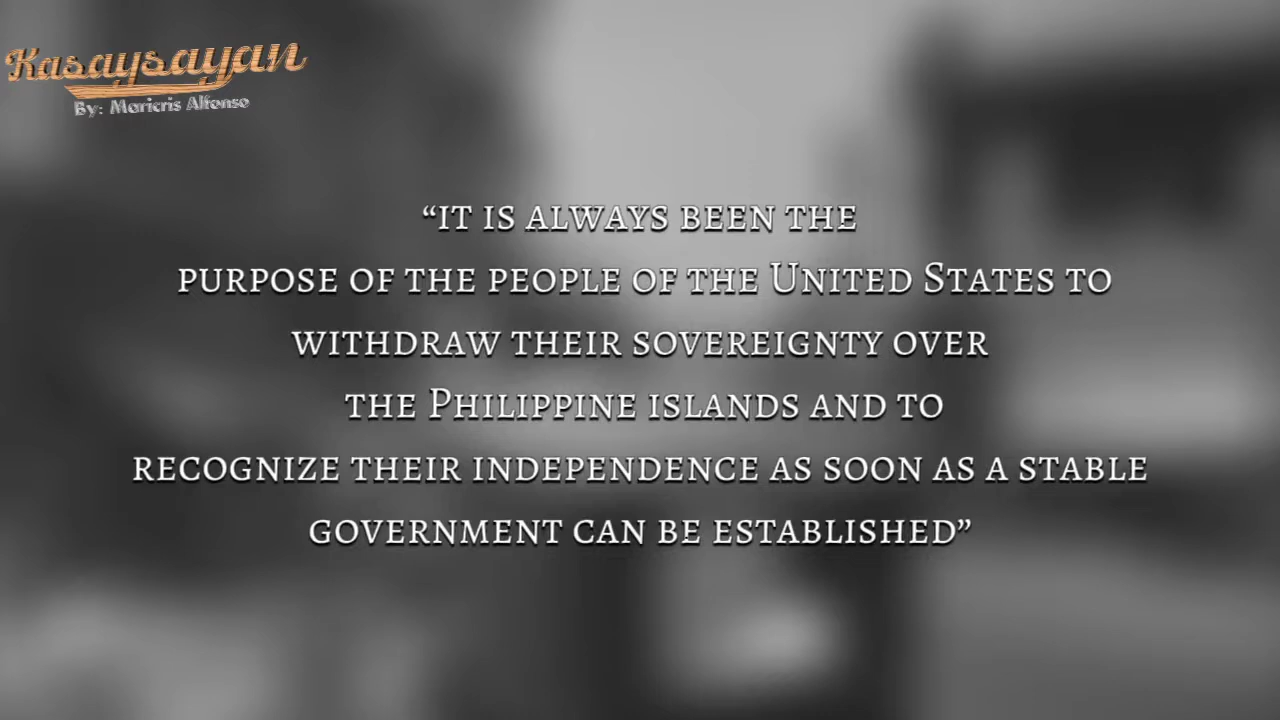 Kasaysayan
By: Maricris Alfonso
“IT IS ALWAYS BEEN THE
PURPOSE OF THE PEOPLE OF THE UNITED STATES TO
WITHDRAW THEIR SOVEREIGNTY OVER
THE PHILIPPINE ISLANDS AND TO
RECOGNIZE THEIR INDEPENDENCE AS SOON AS A STABLE
GOVERNMENT CAN BE ESTABLISHED”